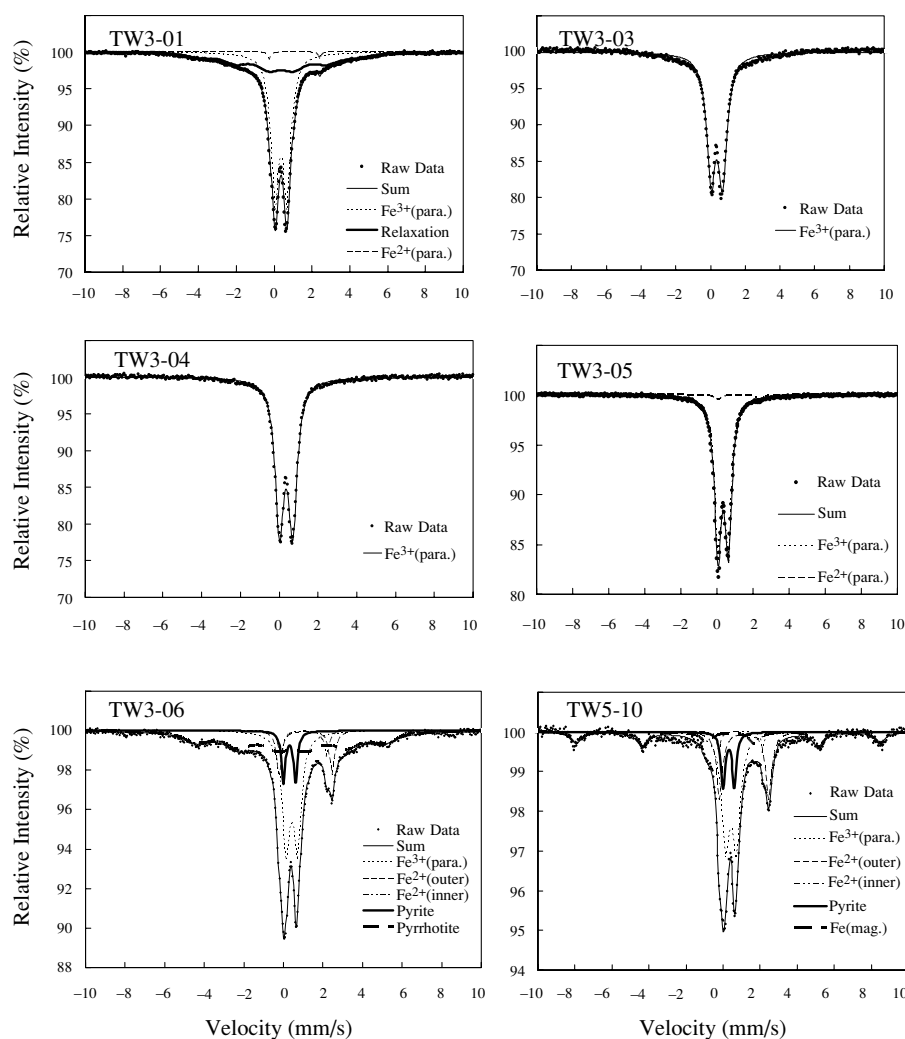 TW3-01
TW3-03
Relative Intensity (%)
100
95
90
85
80
75
70
Raw Data
Sum
Fe³⁺(para.)
Relaxation
Fe²⁺(para.)
–10 –8 –6 –4 –2 0 2 4 6 8 10
100
95
90
85
80
75
70
Raw Data
Fe³⁺(para.)
–10 –8 –6 –4 –2 0 2 4 6 8 10
TW3-04
TW3-05
Relative Intensity (%)
100
95
90
85
80
75
70
Raw Data
Fe³⁺(para.)
–10 –8 –6 –4 –2 0 2 4 6 8 10
100
95
90
85
80
Raw Data
Sum
Fe³⁺(para.)
Fe²⁺(para.)
–10 –8 –6 –4 –2 0 2 4 6 8 10
TW3-06
TW5-10
Relative Intensity (%)
100
98
96
94
92
90
88
Raw Data
Sum
Fe³⁺(para.)
Fe²⁺(outer)
Fe²⁺(inner)
Pyrite
Pyrrhotite
–10 –8 –6 –4 –2 0 2 4 6 8 10
Velocity (mm/s)
100
99
98
97
96
95
94
Raw Data
Sum
Fe³⁺(para.)
Fe²⁺(outer)
Fe²⁺(inner)
Pyrite
Fe(mag.)
–10 –8 –6 –4 –2 0 2 4 6 8 10
Velocity (mm/s)